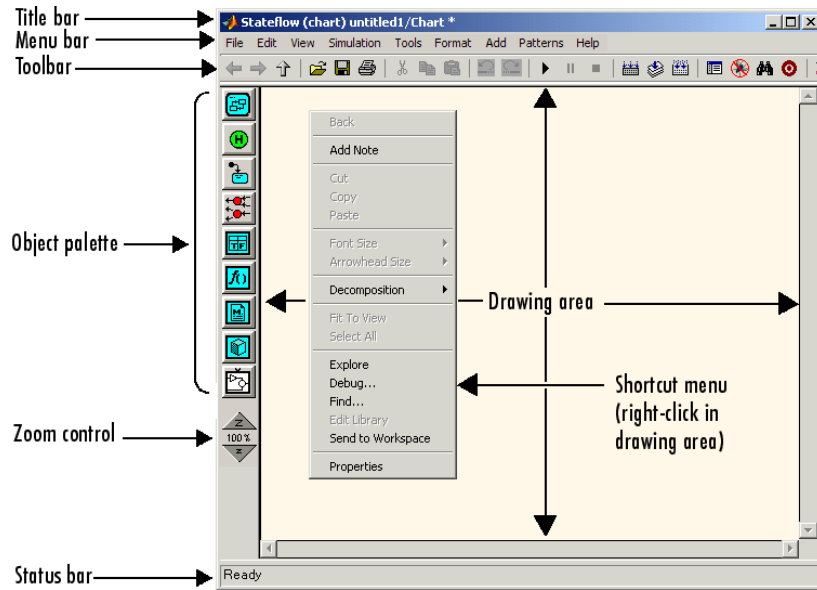 Title bar
Stateflow (chart) untitled1/Chart *
Menu bar
File Edit View Simulation Tools Format Add Patterns Help
Toolbar
Back
Add Note
Cut
Copy
Paste
Font Size
Arrowhead Size
Decomposition
Fit To View
Select All
Explore
Debug...
Find...
Edit Library
Send to Workspace
Properties
Object palette
Drawing area
Shortcut menu
(right-click in
drawing area)
Zoom control
100 %
Status bar
Ready